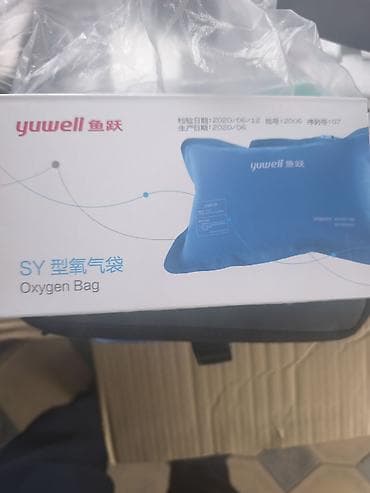 yuwell 鱼跃
检验日期:2020/06/12 批号:2006 序列号:07
生产日期:2020/06
yuwell 鱼跃
SY 型氧气袋
Oxygen Bag